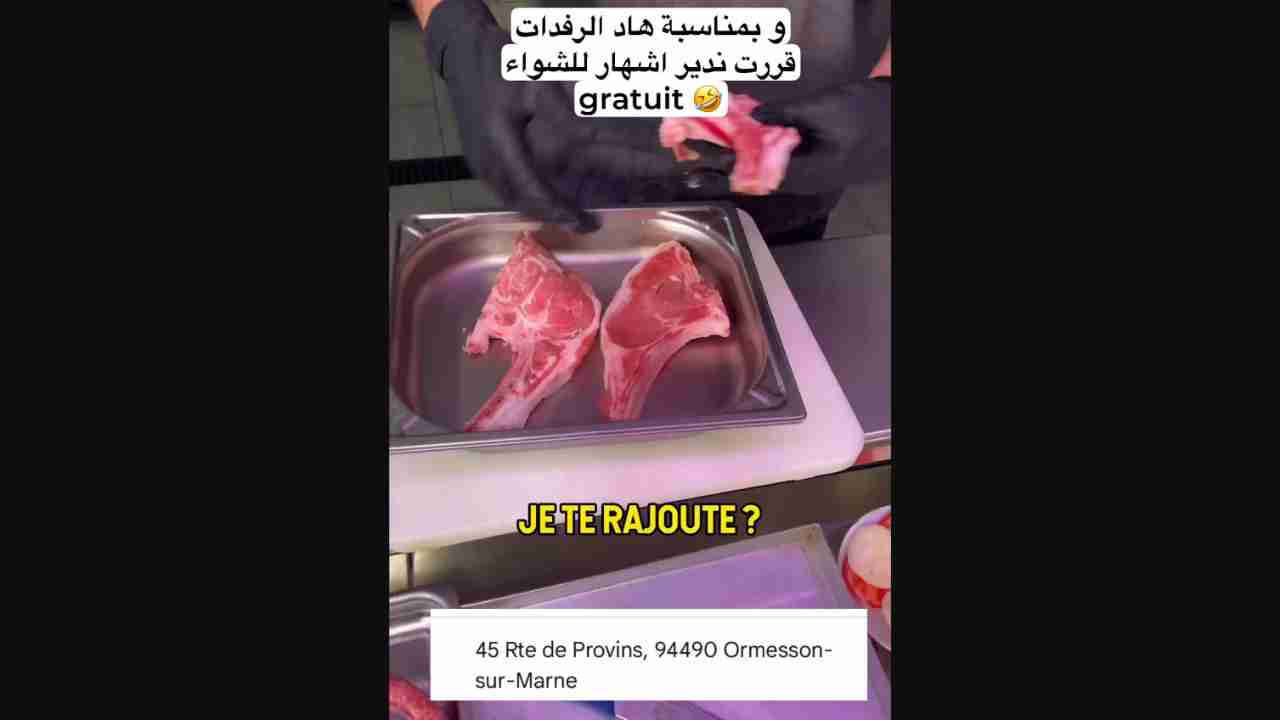 و بمناسبة هاد الرفدات
قررت ندير اشهار للشواء
gratuit 🤣
JE TE RAJOUTE ?
45 Rte de Provins, 94490 Ormesson-
sur-Marne